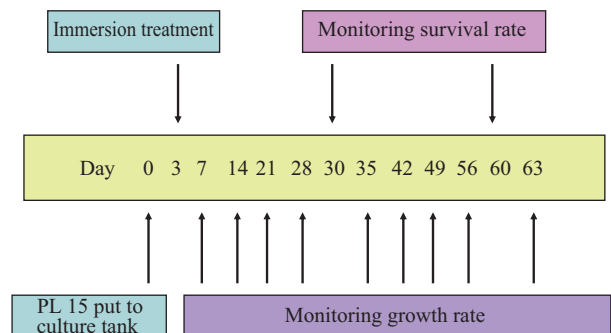 Immersion treatment
Monitoring survival rate
Day 0 3 7 14 21 28 30 35 42 49 56 60 63
PL 15 put to
culture tank
Monitoring growth rate